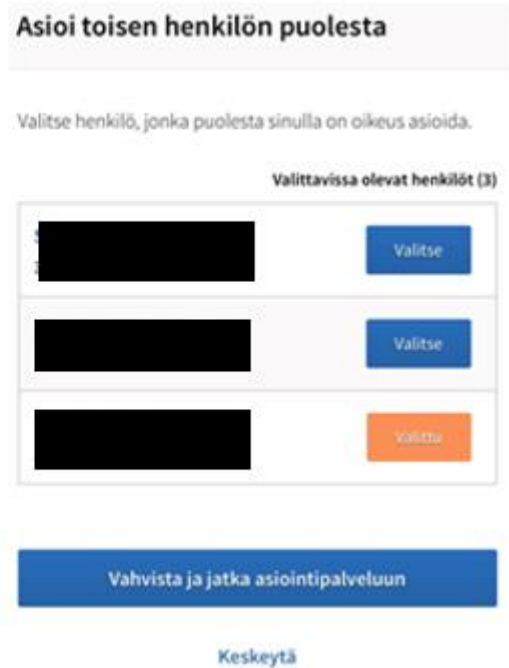 Asioi toisen henkilön puolesta
Valitse henkilö, jonka puolesta sinulla on oikeus asioida.
Valittavissa olevat henkilöt (3)
Valitse
Valitse
Valittu
Vahvista ja jatka asiointipalveluun
Keskeytä